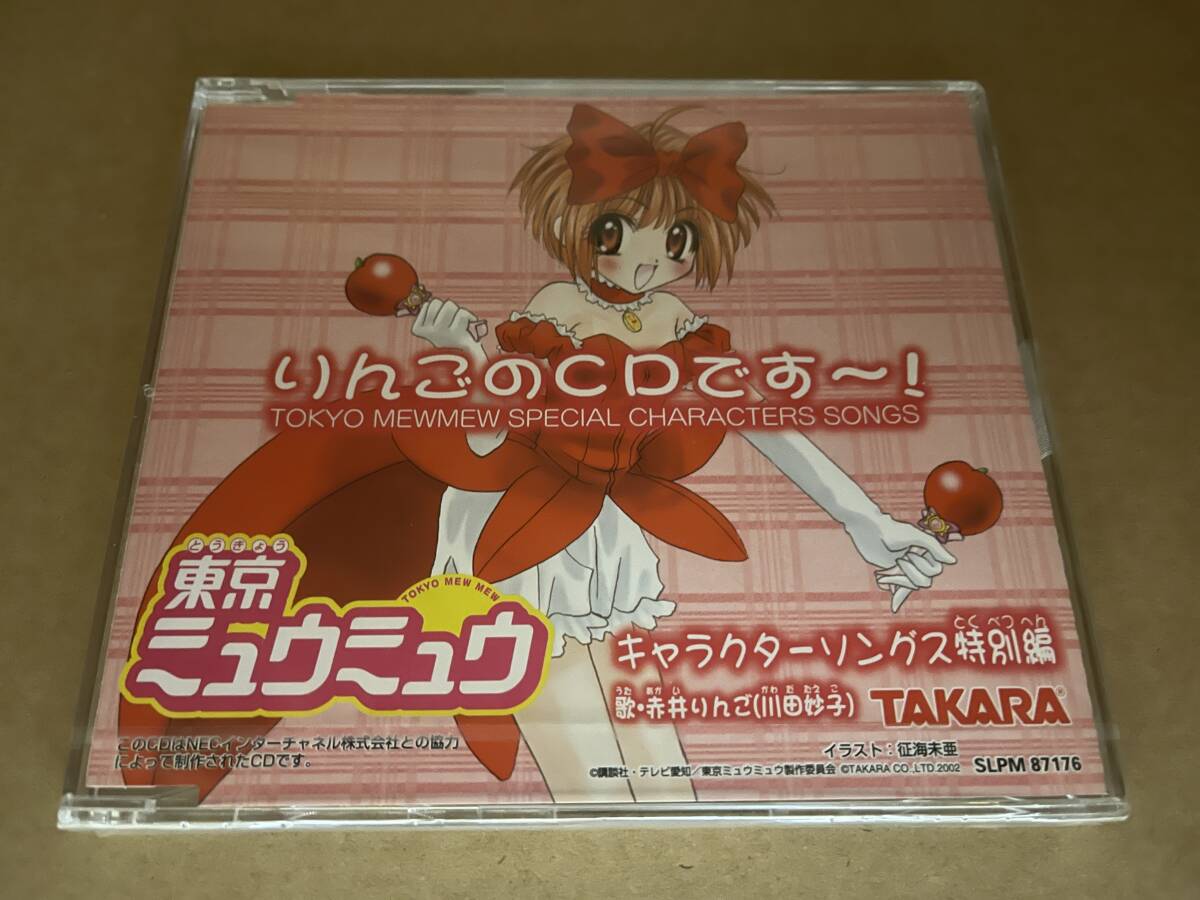 りんごのCDです～!
TOKYO MEWMEW SPECIAL CHARACTERS SONGS
とうきょう
東京
TOKYO MEW MEW
ミュウミュウ
とくべつへん
キャラクターソングス特別編
うた あかい かわだたえこ
歌・赤井りんご(川田妙子)
TAKARA®
このCDはNECインターチャネル株式会社との協力
によって制作されたCDです。
イラスト：征海未亜
©講談社・テレビ愛知／東京ミュウミュウ製作委員会 ©TAKARA CO.,LTD.2002 SLPM 87176